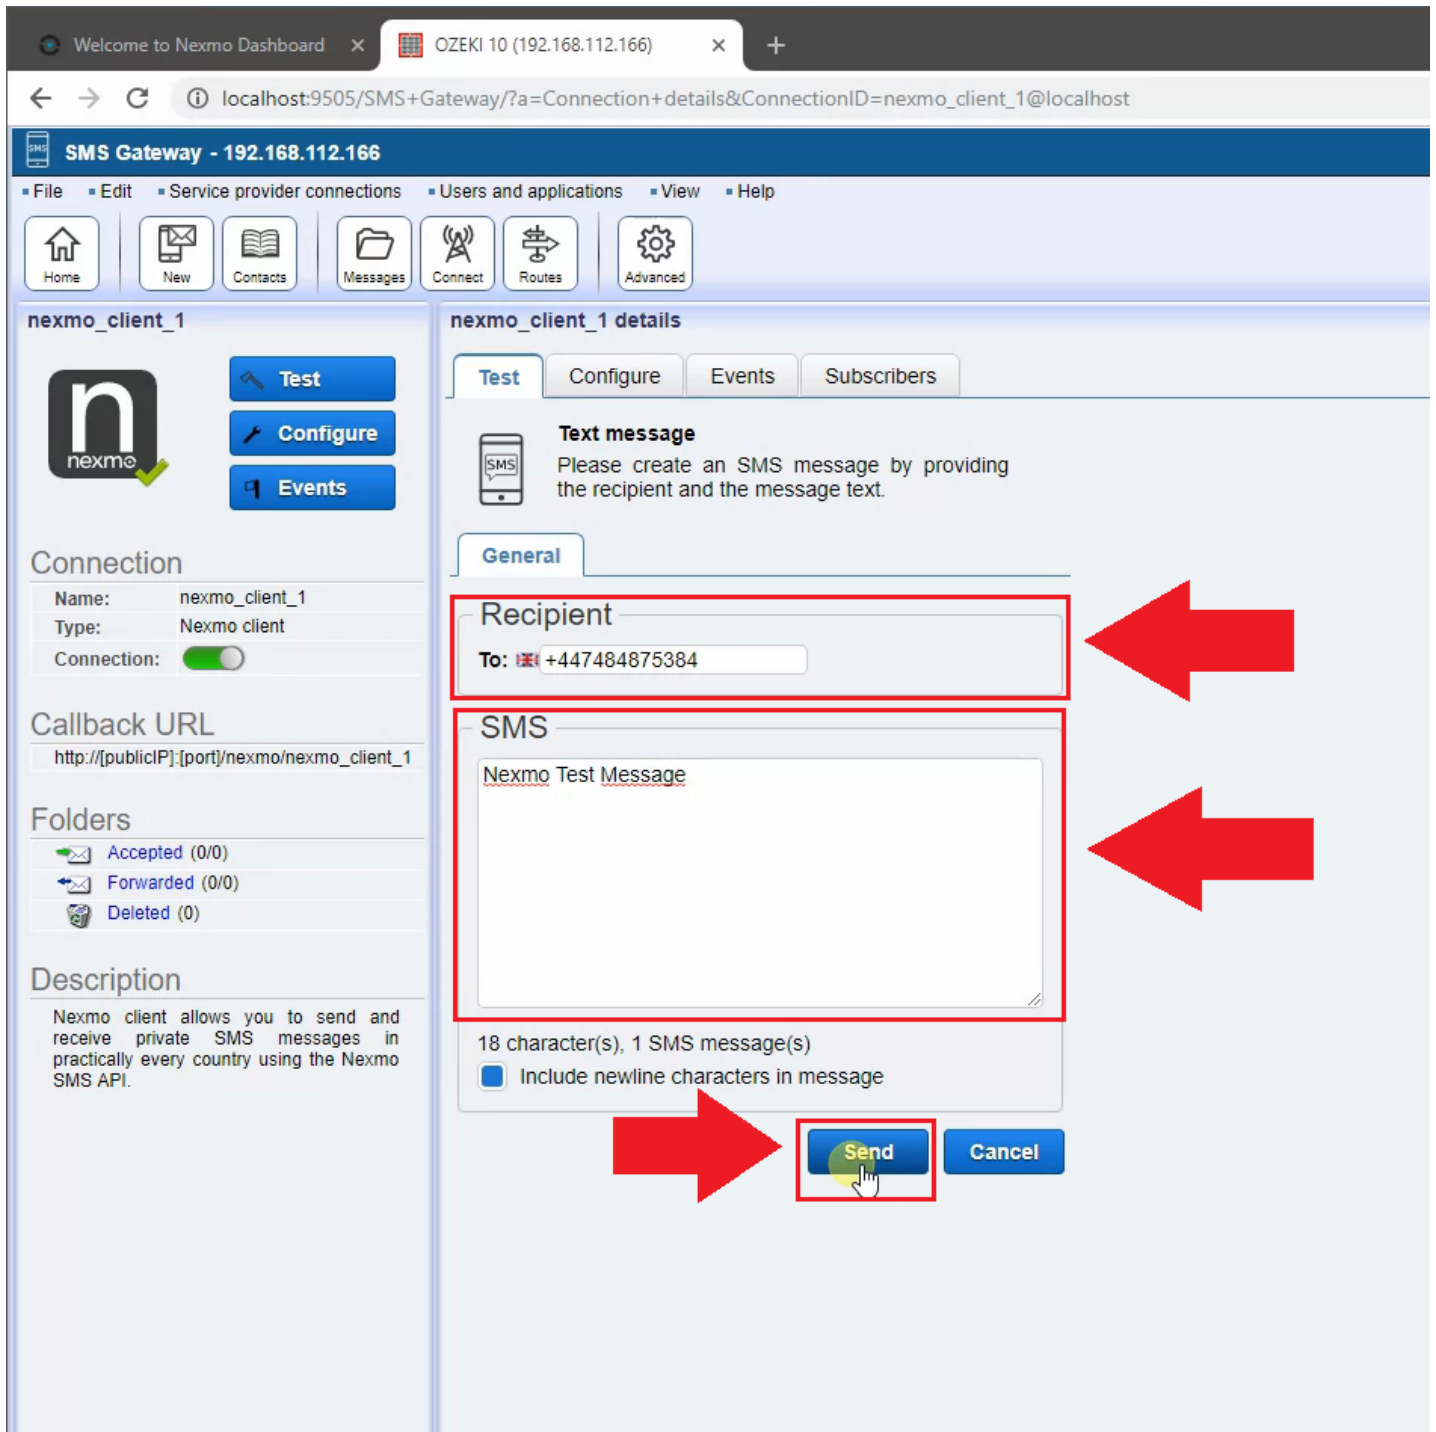 Welcome to Nexmo Dashboard
OZEKI 10 (192.168.112.166)
localhost:9505/SMS+Gateway/?a=Connection+details&ConnectionID=nexmo_client_1@localhost
SMS
SMS Gateway - 192.168.112.166
File Edit Service provider connections Users and applications View Help
Home New Contacts Messages Connect Routes Advanced
nexmo_client_1
n
nexmo
Test
Configure
Events
Connection
Name: nexmo_client_1
Type: Nexmo client
Connection:
Callback URL
http://[publicIP]:[port]/nexmo/nexmo_client_1
Folders
Accepted (0/0)
Forwarded (0/0)
Deleted (0)
Description
Nexmo client allows you to send and
receive private SMS messages in
practically every country using the Nexmo
SMS API.
nexmo_client_1 details
Test Configure Events Subscribers
SMS
Text message
Please create an SMS message by providing
the recipient and the message text.
General
Recipient
To: +447484875384
SMS
Nexmo Test Message
18 character(s), 1 SMS message(s)
Include newline characters in message
Send Cancel